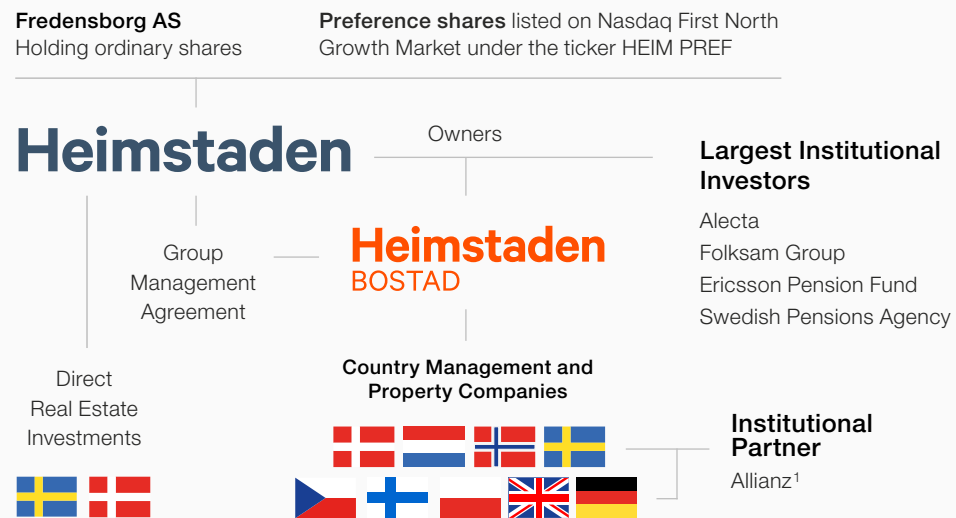 Fredensborg AS
Holding ordinary shares
Preference shares listed on Nasdaq First North
Growth Market under the ticker HEIM PREF
Heimstaden
Owners
Largest Institutional
Investors
Alecta
Folksam Group
Ericsson Pension Fund
Swedish Pensions Agency
Group
Management
Agreement
Heimstaden
BOSTAD
Direct
Real Estate
Investments
Country Management and
Property Companies
Institutional
Partner
Allianz¹